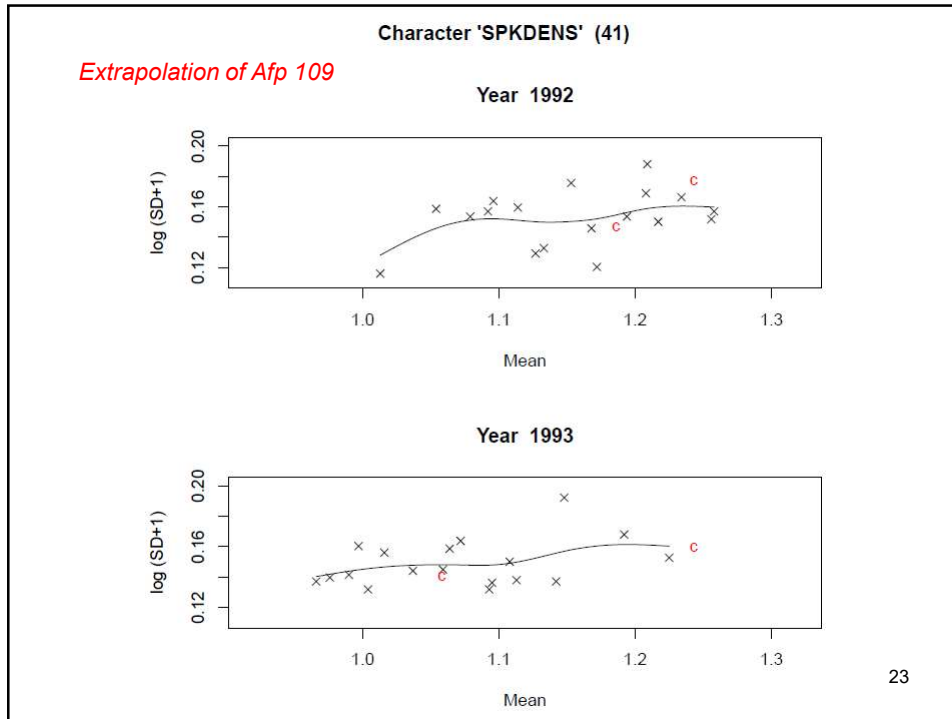 Character 'SPKDENS' (41)
Extrapolation of Afp 109
Year 1992
log (SD+1)
0.20
0.16
0.12
c
c
1.0 1.1 1.2 1.3
Mean
Year 1993
log (SD+1)
0.20
0.16
0.12
c
c
1.0 1.1 1.2 1.3
Mean
23